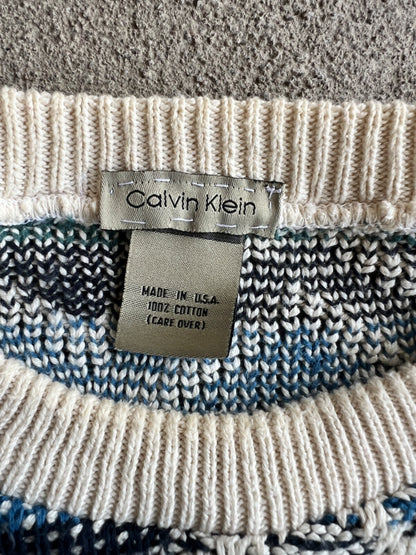 Calvin Klein
MADE IN U.S.A.
100% COTTON
(CARE OVER)